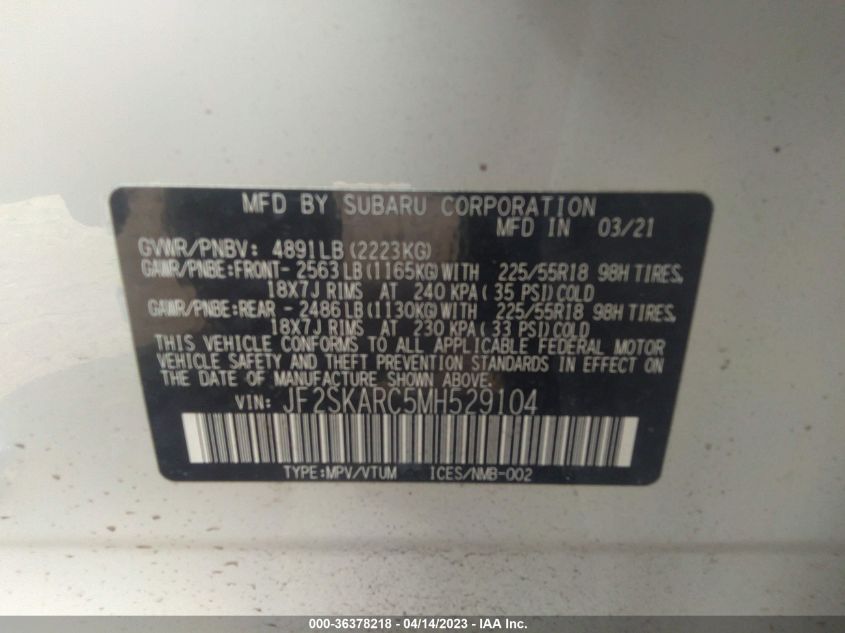 MFD BY SUBARU CORPORATION
MFD IN 03/21
GVWR/PNBV: 4891LB(2223KG)
GAWR/PNBE:FRONT- 2563LB(1165KG)WITH 225/55R18 98H TIRES,
18X7J RIMS AT 240 KPA( 35 PSI)COLD
GAWR/PNBE:REAR - 2486LB(1130KG)WITH 225/55R18 98H TIRES,
18X7J RIMS AT 230 KPA( 33 PSI)COLD
THIS VEHICLE CONFORMS TO ALL APPLICABLE FEDERAL MOTOR
VEHICLE SAFETY AND THEFT PREVENTION STANDARDS IN EFFECT ON
THE DATE OF MANUFACTURE SHOWN ABOVE.
VIN: JF2SKARC5MH529104
TYPE:MPV/VTUM ICES/NMB-002
000-36378218 - 04/14/2023 - IAA Inc.